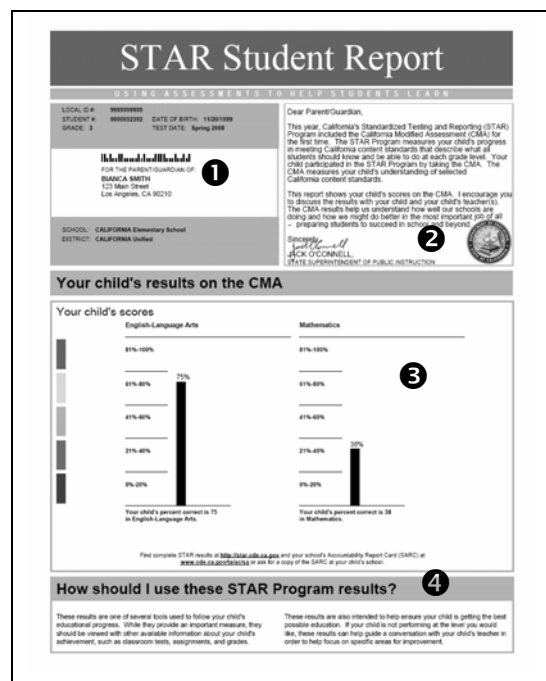 STAR Student Report
USING ASSESSMENTS TO HELP STUDENTS LEARN
LOCAL ID #: 9999999999
STUDENT #: 0000052302 DATE OF BIRTH: 11/20/1999
GRADE: 3 TEST DATE: Spring 2008
FOR THE PARENT/GUARDIAN OF:
BIANCA SMITH
123 Main Street
Los Angeles, CA 90210
❶
SCHOOL: CALIFORNIA Elementary School
DISTRICT: CALIFORNIA Unified
Dear Parent/Guardian,
This year, California's Standardized Testing and Reporting (STAR)
Program included the California Modified Assessment (CMA) for
the first time. The STAR Program measures your child's progress
in meeting California content standards that describe what all
students should know and be able to do at each grade level. Your
child participated in the STAR Program by taking the CMA. The
CMA measures your child's understanding of selected
California content standards.
This report shows your child's scores on the CMA. I encourage you
to discuss the results with your child and your child's teacher(s).
The CMA results help us understand how well our schools are
doing and how we might do better in the most important job of all
- preparing students to succeed in school and beyond.
❷
Sincerely,
JACK O'CONNELL,
STATE SUPERINTENDENT OF PUBLIC INSTRUCTION
Your child's results on the CMA
Your child's scores
English-Language Arts
81%-100%
75%
61%-80%
41%-60%
21%-40%
0%-20%
Your child's percent correct is 75
in English-Language Arts.
Mathematics
81%-100%
❸
61%-80%
41%-60%
38%
21%-40%
0%-20%
Your child's percent correct is 38
in Mathematics.
Find complete STAR results at http://star.cde.ca.gov and your school's Accountability Report Card (SARC) at
www.cde.ca.gov/ta/ac/sa or ask for a copy of the SARC at your child's school.
How should I use these STAR Program results? ❹
These results are one of several tools used to follow your child's
educational progress. While they provide an important measure, they
should be viewed with other available information about your child's
achievement, such as classroom tests, assignments, and grades.
These results are also intended to help ensure your child is getting the best
possible education. If your child is not performing at the level you would
like, these results can help guide a conversation with your child's teacher in
order to help focus on specific areas for improvement.